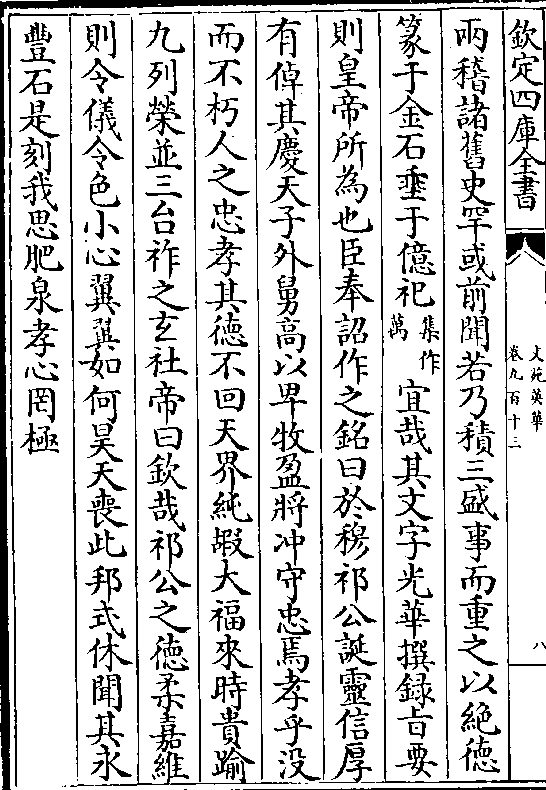 欽定四庫全書
文苑英華
卷九百十三
八
兩稽諸舊史罕或前聞若乃積三盛事而重之以絶徳
篆于金石垂于億祀集作萬宜哉其文字光華撰録㫖要
則皇帝所為也臣奉詔作之銘曰於穆祁公誕靈信厚
有倬其慶天子外舅髙以卑牧盈將冲守忠焉孝乎没
而不朽人之忠孝其徳不回天界純嘏大福來時貴踰
九列榮並三台祚之𤣥社帝曰欽哉祁公之徳柔嘉維
則令儀令色小心翼翼如何昊天喪此邦式休聞其永
豐石是刻我思肥泉孝心罔極